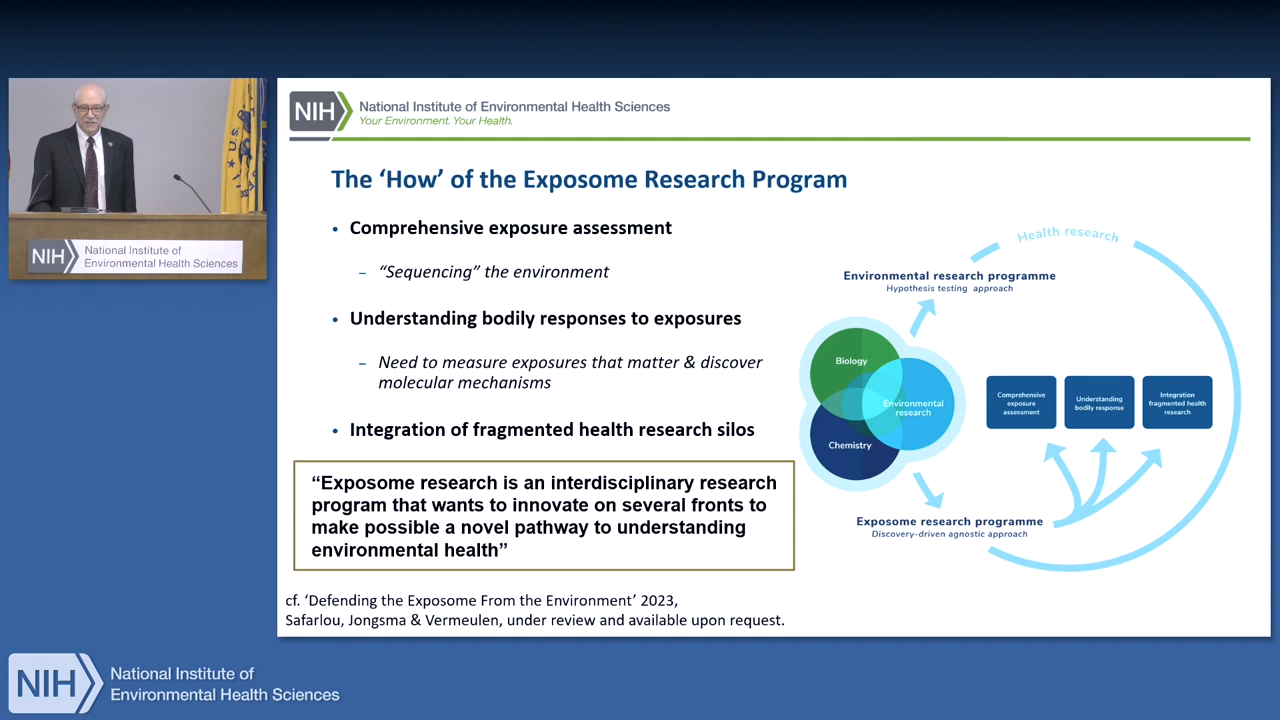 NIH
National Institute of Environmental Health Sciences
Your Environment. Your Health.
The ‘How’ of the Exposome Research Program
• Comprehensive exposure assessment
– “Sequencing” the environment
• Understanding bodily responses to exposures
– Need to measure exposures that matter & discover
molecular mechanisms
• Integration of fragmented health research silos
“Exposome research is an interdisciplinary research
program that wants to innovate on several fronts to
make possible a novel pathway to understanding
environmental health”
cf. ‘Defending the Exposome From the Environment’ 2023,
Safarlou, Jongsma & Vermeulen, under review and available upon request.
Health research
Environmental research programme
Hypothesis testing approach
Biology
Environmental
research
Chemistry
Comprehensive
exposure
assessment
Understanding
bodily response
Integration
fragmented health
research
Exposome research programme
Discovery-driven agnostic approach
NIH
National Institute of
Environmental Health Sciences
U.S.
NIH
National Institute of
Environmental Health Sciences